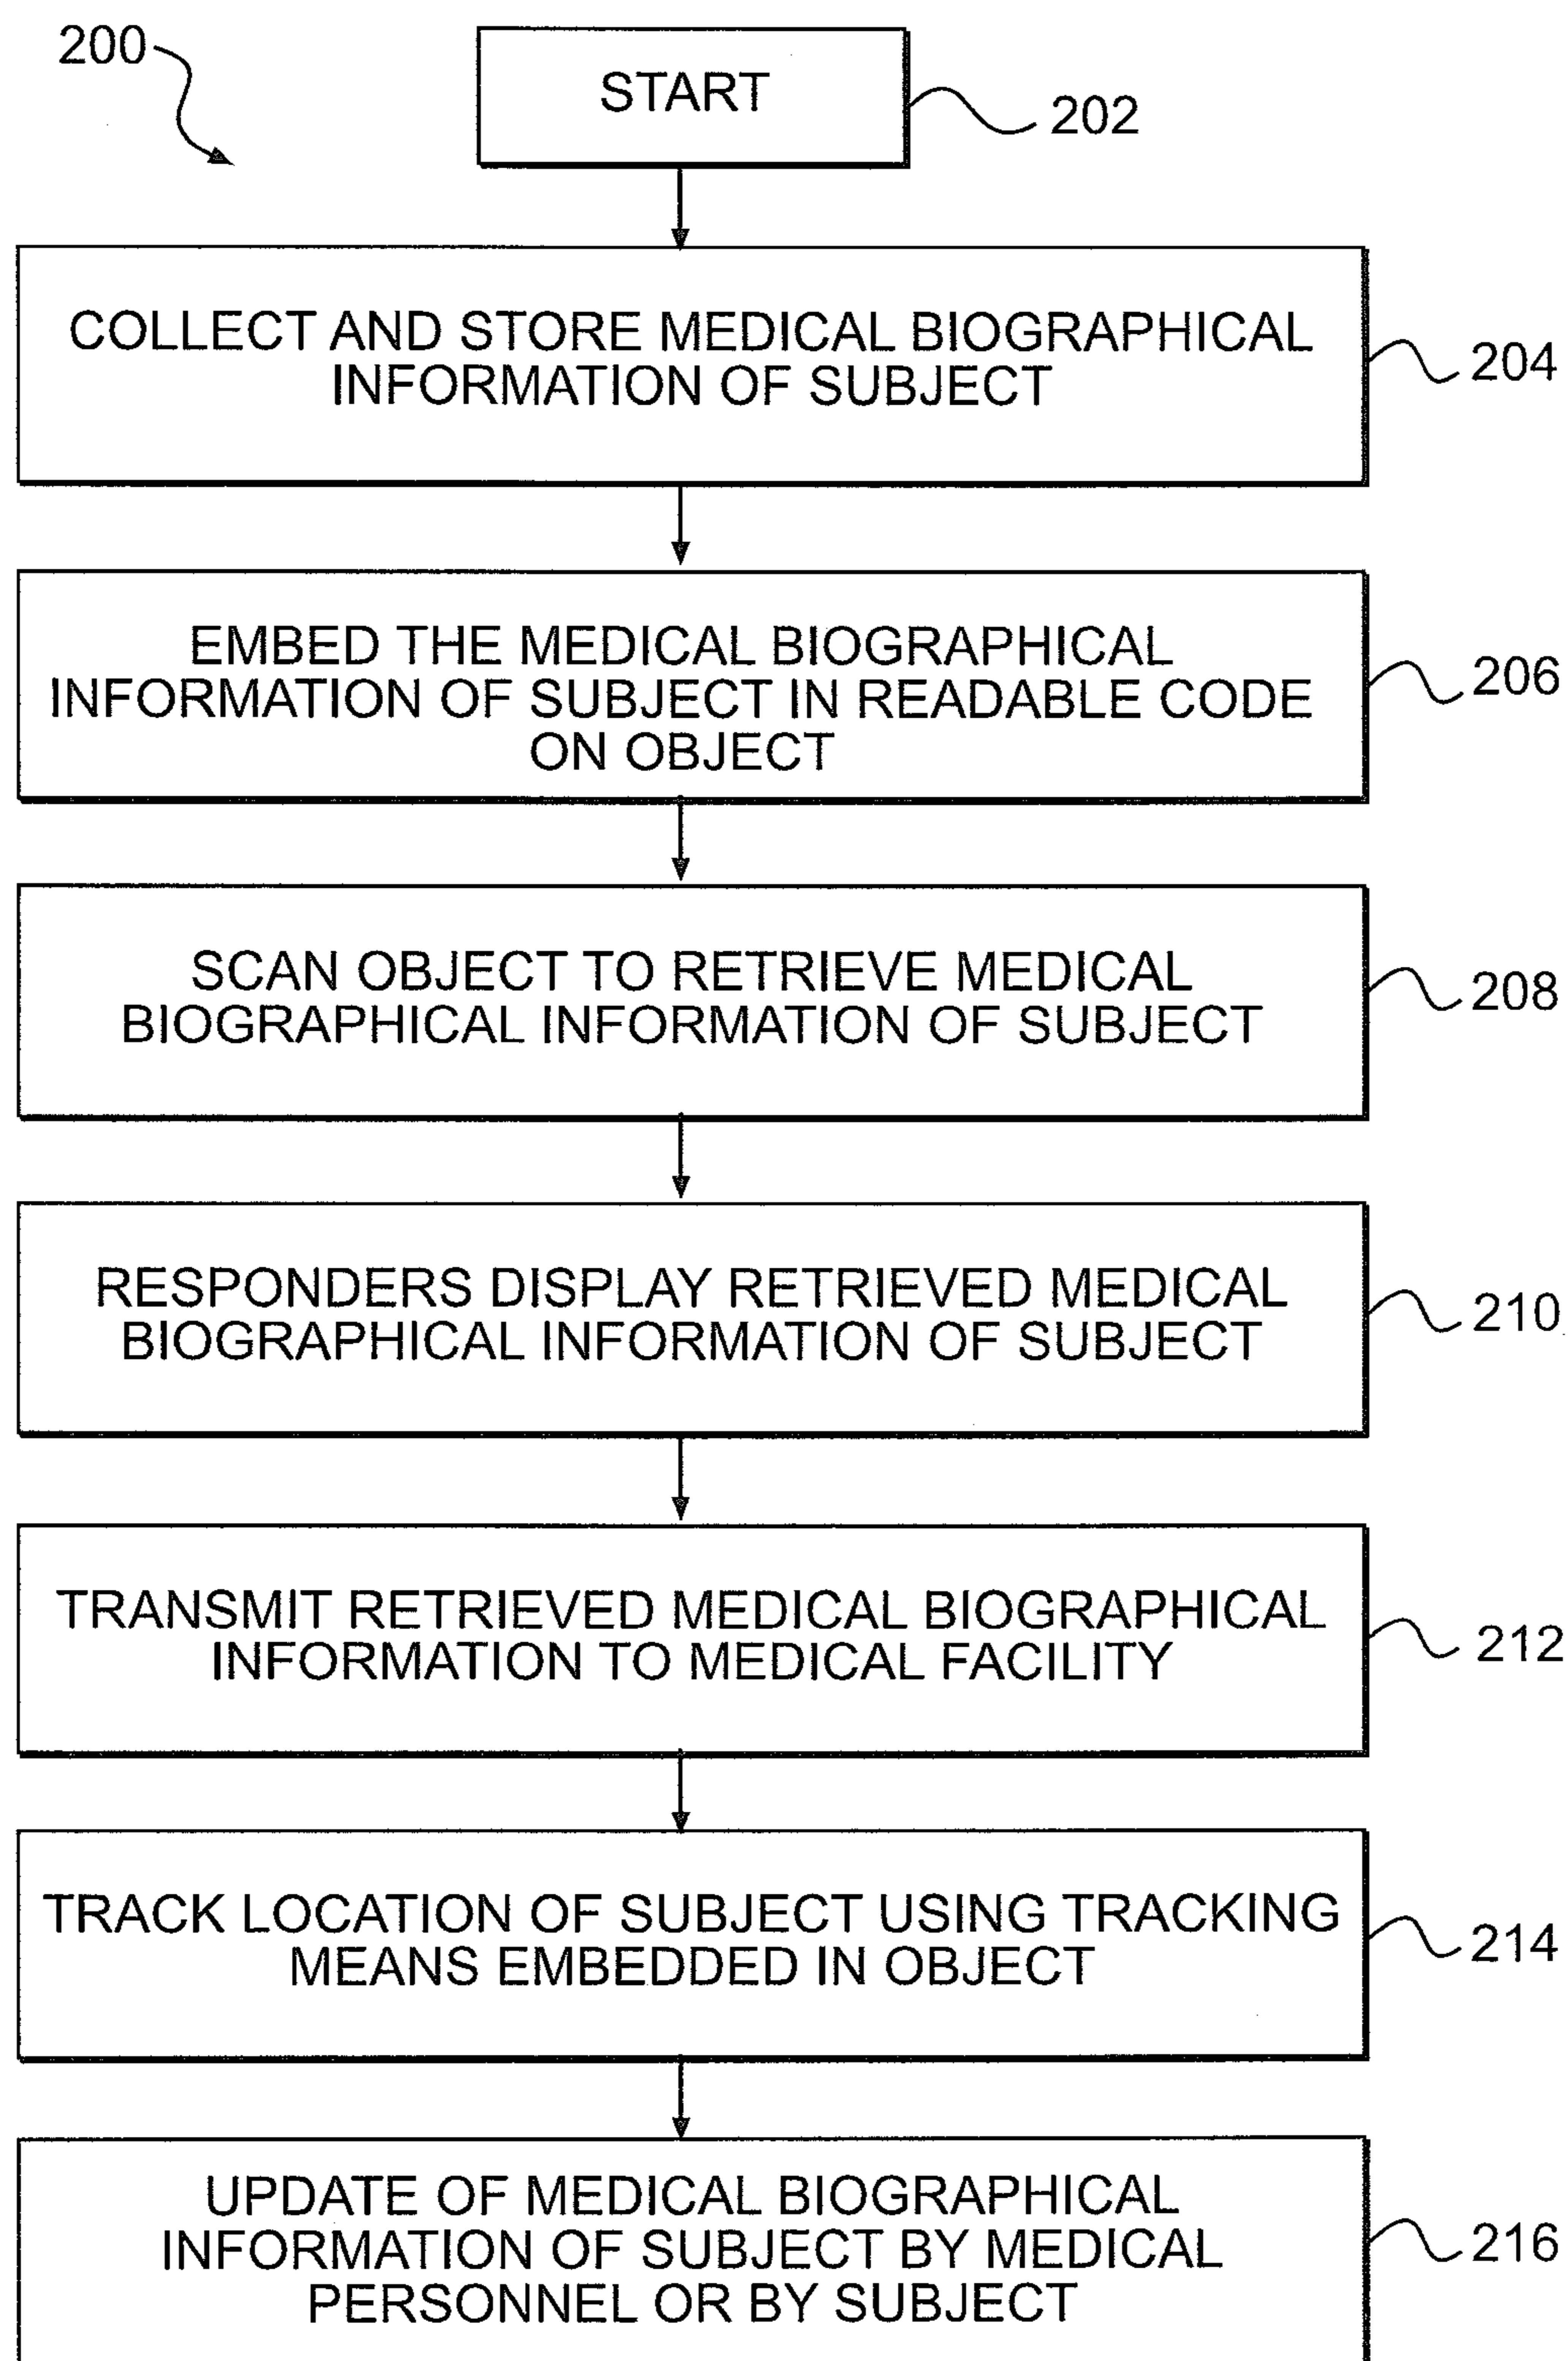 200
START
202
COLLECT AND STORE MEDICAL BIOGRAPHICAL
INFORMATION OF SUBJECT
204
EMBED THE MEDICAL BIOGRAPHICAL
INFORMATION OF SUBJECT IN READABLE CODE
ON OBJECT
206
SCAN OBJECT TO RETRIEVE MEDICAL
BIOGRAPHICAL INFORMATION OF SUBJECT
208
RESPONDERS DISPLAY RETRIEVED MEDICAL
BIOGRAPHICAL INFORMATION OF SUBJECT
210
TRANSMIT RETRIEVED MEDICAL BIOGRAPHICAL
INFORMATION TO MEDICAL FACILITY
212
TRACK LOCATION OF SUBJECT USING TRACKING
MEANS EMBEDDED IN OBJECT
214
UPDATE OF MEDICAL BIOGRAPHICAL
INFORMATION OF SUBJECT BY MEDICAL
PERSONNEL OR BY SUBJECT
216